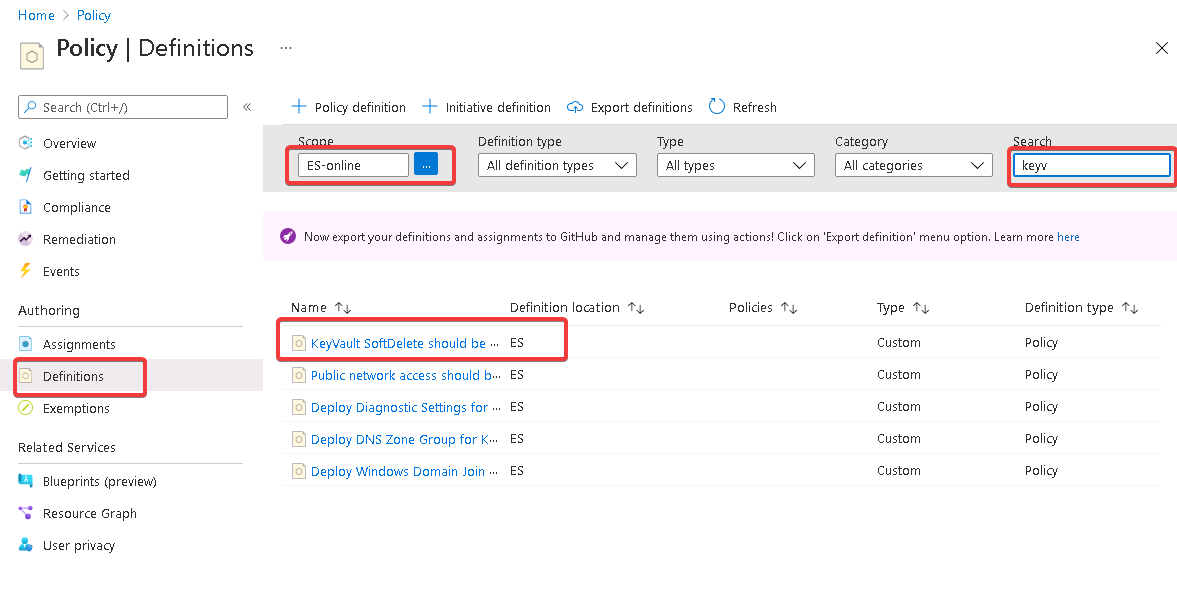 Home > Policy
Policy | Definitions ...
Search (Ctrl+/) «
Overview
Getting started
Compliance
Remediation
Events
Authoring
Assignments
Definitions
Exemptions
Related Services
Blueprints (preview)
Resource Graph
User privacy
+ Policy definition + Initiative definition Export definitions Refresh
Scope Definition type Type Category Search
ES-online ... All definition types All types All categories keyv
Now export your definitions and assignments to GitHub and manage them using actions! Click on 'Export definition' menu option. Learn more here
Name ↑↓ Definition location ↑↓ Policies ↑↓ Type ↑↓ Definition type ↑↓
KeyVault SoftDelete should be ... ES Custom Policy
Public network access should b... ES Custom Policy
Deploy Diagnostic Settings for ... ES Custom Policy
Deploy DNS Zone Group for K... ES Custom Policy
Deploy Windows Domain Join ... ES Custom Policy